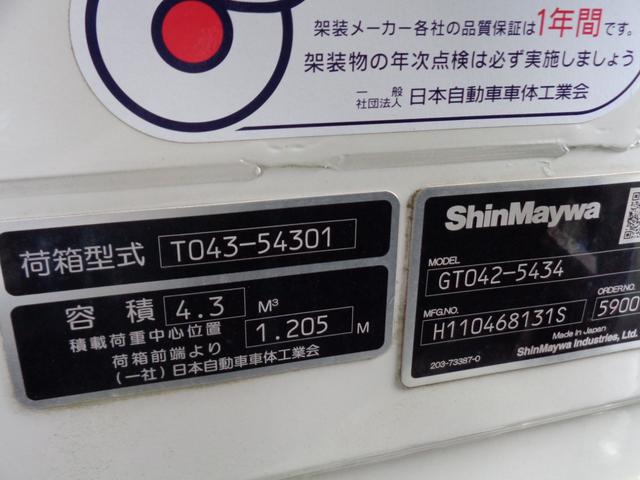 架装メーカー各社の品質保証は1年間です。
架装物の年次点検は必ず実施しましょう
一般社団法人 日本自動車車体工業会
荷箱型式 T043-54301
容積 4.3 M³
積載荷重中心位置
荷箱前端より 1.205 M
(一社)日本自動車車体工業会
ShinMaywa
MODEL
GT042-5434
MFG.NO. ORDER NO.
H110468131S 5900
Made in Japan
203-73387-0 ShinMaywa Industries, Ltd.